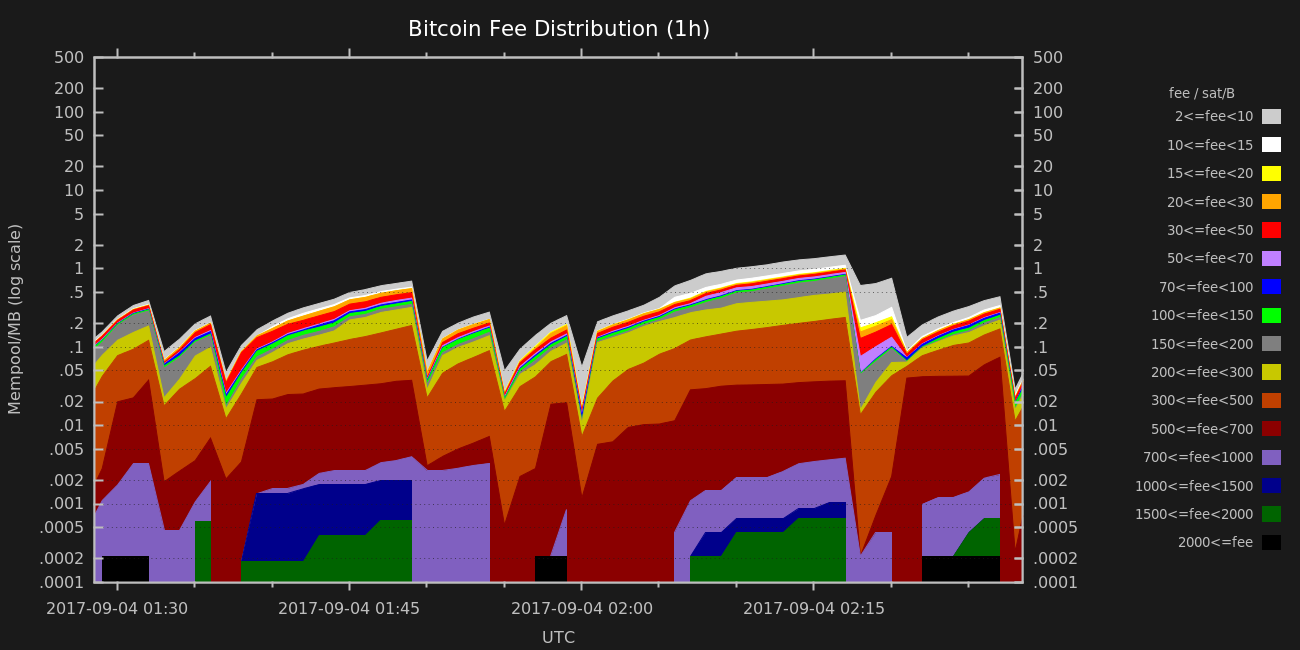 Bitcoin Fee Distribution (1h)
Mempool/MB (log scale)
500
200
100
50
20
10
5
2
1
.5
.2
.1
.05
.02
.01
.005
.002
.001
.0005
.0002
.0001
500
200
100
50
20
10
5
2
1
.5
.2
.1
.05
.02
.01
.005
.002
.001
.0005
.0002
.0001
2017-09-04 01:30
2017-09-04 01:45
2017-09-04 02:00
2017-09-04 02:15
UTC
fee / sat/B
2<=fee<10
10<=fee<15
15<=fee<20
20<=fee<30
30<=fee<50
50<=fee<70
70<=fee<100
100<=fee<150
150<=fee<200
200<=fee<300
300<=fee<500
500<=fee<700
700<=fee<1000
1000<=fee<1500
1500<=fee<2000
2000<=fee